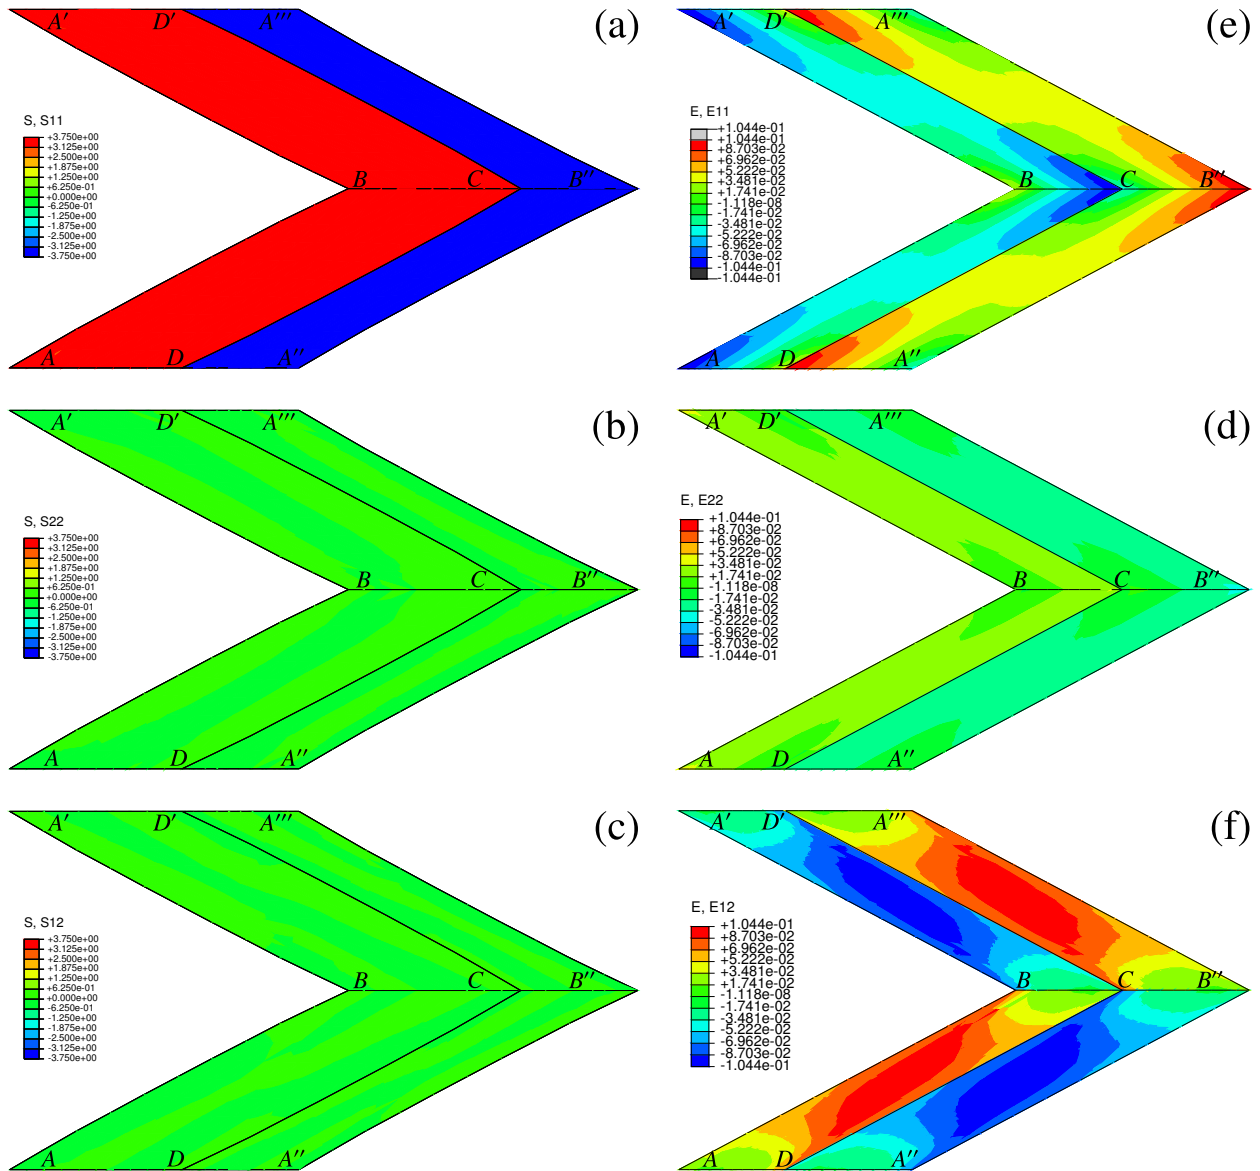 A′ D′ A′′′ (a)
S, S11
+3.750e+00
+3.125e+00
+2.500e+00
+1.875e+00
+1.250e+00
+6.250e-01
+0.000e+00
-6.250e-01
-1.250e+00
-1.875e+00
-2.500e+00
-3.125e+00
-3.750e+00
B C B′′
A D A′′
A′ D′ A′′′ (e)
E, E11
+1.044e-01
+1.044e-01
+8.703e-02
+6.962e-02
+5.222e-02
+3.481e-02
+1.741e-02
-1.118e-08
-1.741e-02
-3.481e-02
-5.222e-02
-6.962e-02
-8.703e-02
-1.044e-01
-1.044e-01
B C B′′
A D A′′
A′ D′ A′′′ (b)
S, S22
+3.750e+00
+3.125e+00
+2.500e+00
+1.875e+00
+1.250e+00
+6.250e-01
+0.000e+00
-6.250e-01
-1.250e+00
-1.875e+00
-2.500e+00
-3.125e+00
-3.750e+00
B C B′′
A D A′′
A′ D′ A′′′ (d)
E, E22
+1.044e-01
+8.703e-02
+6.962e-02
+5.222e-02
+3.481e-02
+1.741e-02
-1.118e-08
-1.741e-02
-3.481e-02
-5.222e-02
-6.962e-02
-8.703e-02
-1.044e-01
B C B′′
A D A′′
A′ D′ A′′′ (c)
S, S12
+3.750e+00
+3.125e+00
+2.500e+00
+1.875e+00
+1.250e+00
+6.250e-01
+0.000e+00
-6.250e-01
-1.250e+00
-1.875e+00
-2.500e+00
-3.125e+00
-3.750e+00
B C B′′
A D A′′
A′ D′ A′′′ (f)
E, E12
+1.044e-01
+8.703e-02
+6.962e-02
+5.222e-02
+3.481e-02
+1.741e-02
-1.118e-08
-1.741e-02
-3.481e-02
-5.222e-02
-6.962e-02
-8.703e-02
-1.044e-01
B C B′′
A D A′′